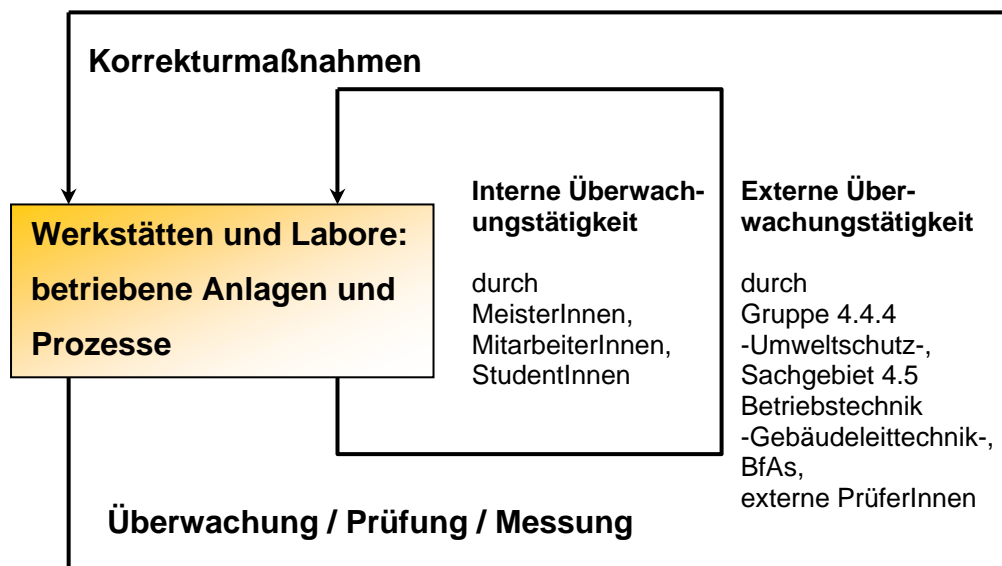 Korrekturmaßnahmen
Werkstätten und Labore:
betriebene Anlagen und
Prozesse
Interne Überwach-
ungstätigkeit
durch
MeisterInnen,
MitarbeiterInnen,
StudentInnen
Externe Über-
wachungstätigkeit
durch
Gruppe 4.4.4
-Umweltschutz-,
Sachgebiet 4.5
Betriebstechnik
-Gebäudeleittechnik-,
BfAs,
externe PrüferInnen
Überwachung / Prüfung / Messung